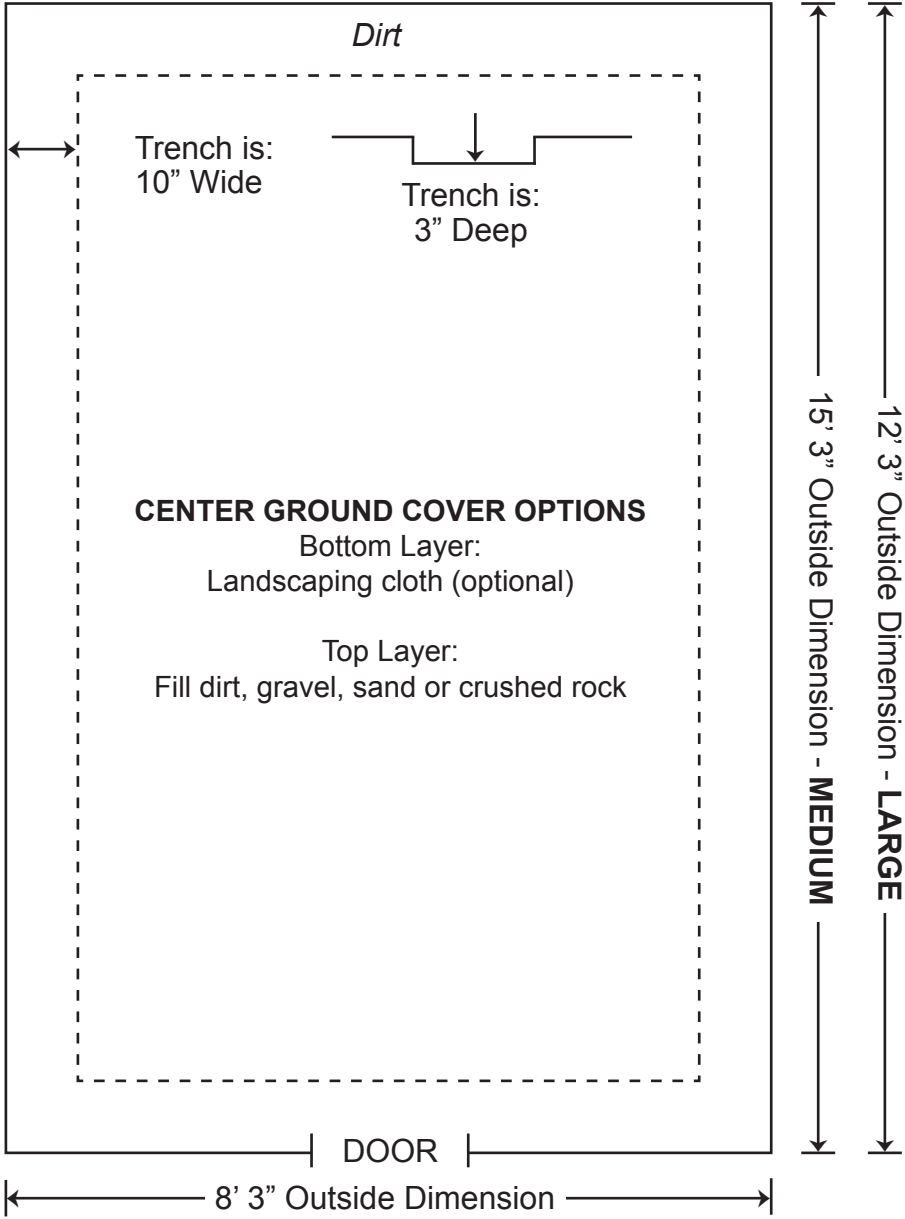 Dirt
Trench is:
10” Wide
Trench is:
3” Deep
CENTER GROUND COVER OPTIONS
Bottom Layer:
Landscaping cloth (optional)
Top Layer:
Fill dirt, gravel, sand or crushed rock
15’ 3” Outside Dimension - MEDIUM
12’ 3” Outside Dimension - LARGE
DOOR
8’ 3” Outside Dimension